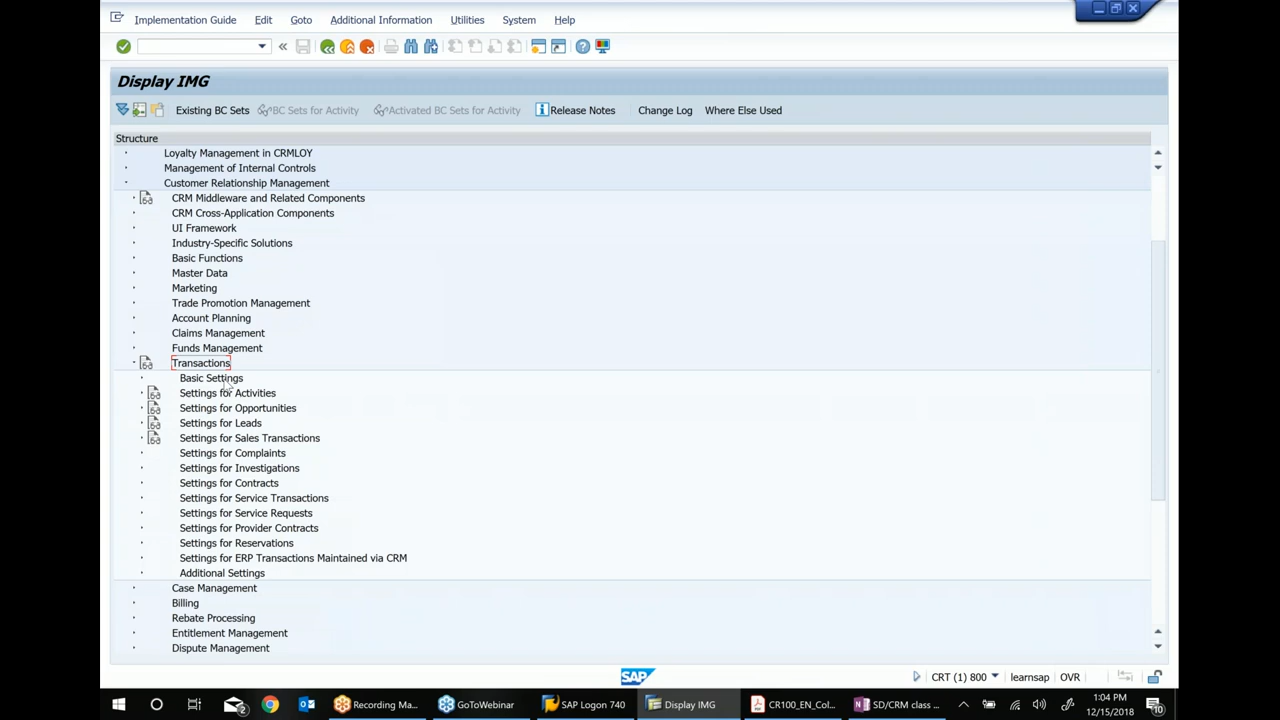 Implementation Guide Edit Goto Additional Information Utilities System Help
Display IMG
Existing BC Sets BC Sets for Activity Activated BC Sets for Activity Release Notes Change Log Where Else Used
Structure
Loyalty Management in CRMLOY
Management of Internal Controls
Customer Relationship Management
CRM Middleware and Related Components
CRM Cross-Application Components
UI Framework
Industry-Specific Solutions
Basic Functions
Master Data
Marketing
Trade Promotion Management
Account Planning
Claims Management
Funds Management
Transactions
Basic Settings
Settings for Activities
Settings for Opportunities
Settings for Leads
Settings for Sales Transactions
Settings for Complaints
Settings for Investigations
Settings for Contracts
Settings for Service Transactions
Settings for Service Requests
Settings for Provider Contracts
Settings for Reservations
Settings for ERP Transactions Maintained via CRM
Additional Settings
Case Management
Billing
Rebate Processing
Entitlement Management
Dispute Management
SAP CRT (1) 800 learnsap OVR
Recording Ma... GoToWebinar SAP Logon 740 Display IMG CR100_EN_Col... SD/CRM class ... 1:04 PM
12/15/2018 10